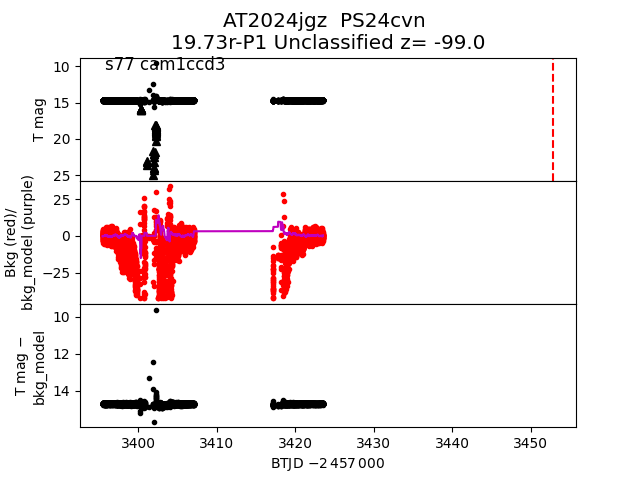 AT2024jgz  PS24cvn
19.73r-P1 Unclassified z= -99.0
s77 cam1ccd3
10
15
20
25
T mag
25
0
−25
Bkg (red)/
bkg_model (purple)
10
12
14
T mag −
bkg_model
3400 3410 3420 3430 3440 3450
BTJD −2 457 000